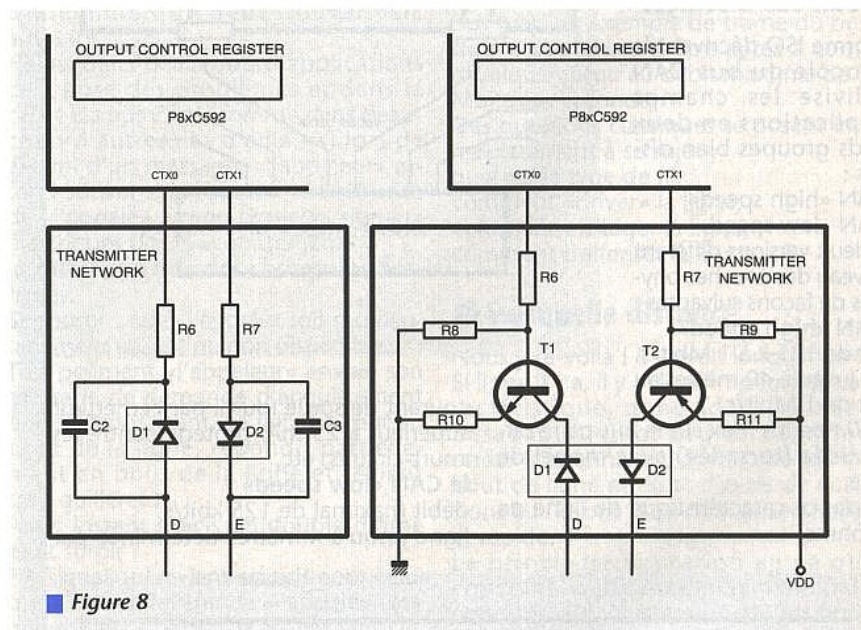 OUTPUT CONTROL REGISTER
P8xC592
CTX0
CTX1
TRANSMITTER
NETWORK
R6
R7
C2
D1
D2
C3
D
E
OUTPUT CONTROL REGISTER
P8xC592
CTX0
CTX1
TRANSMITTER
NETWORK
R6
R7
R8
R9
T1
T2
R10
R11
D1
D2
D
E
VDD
Figure 8